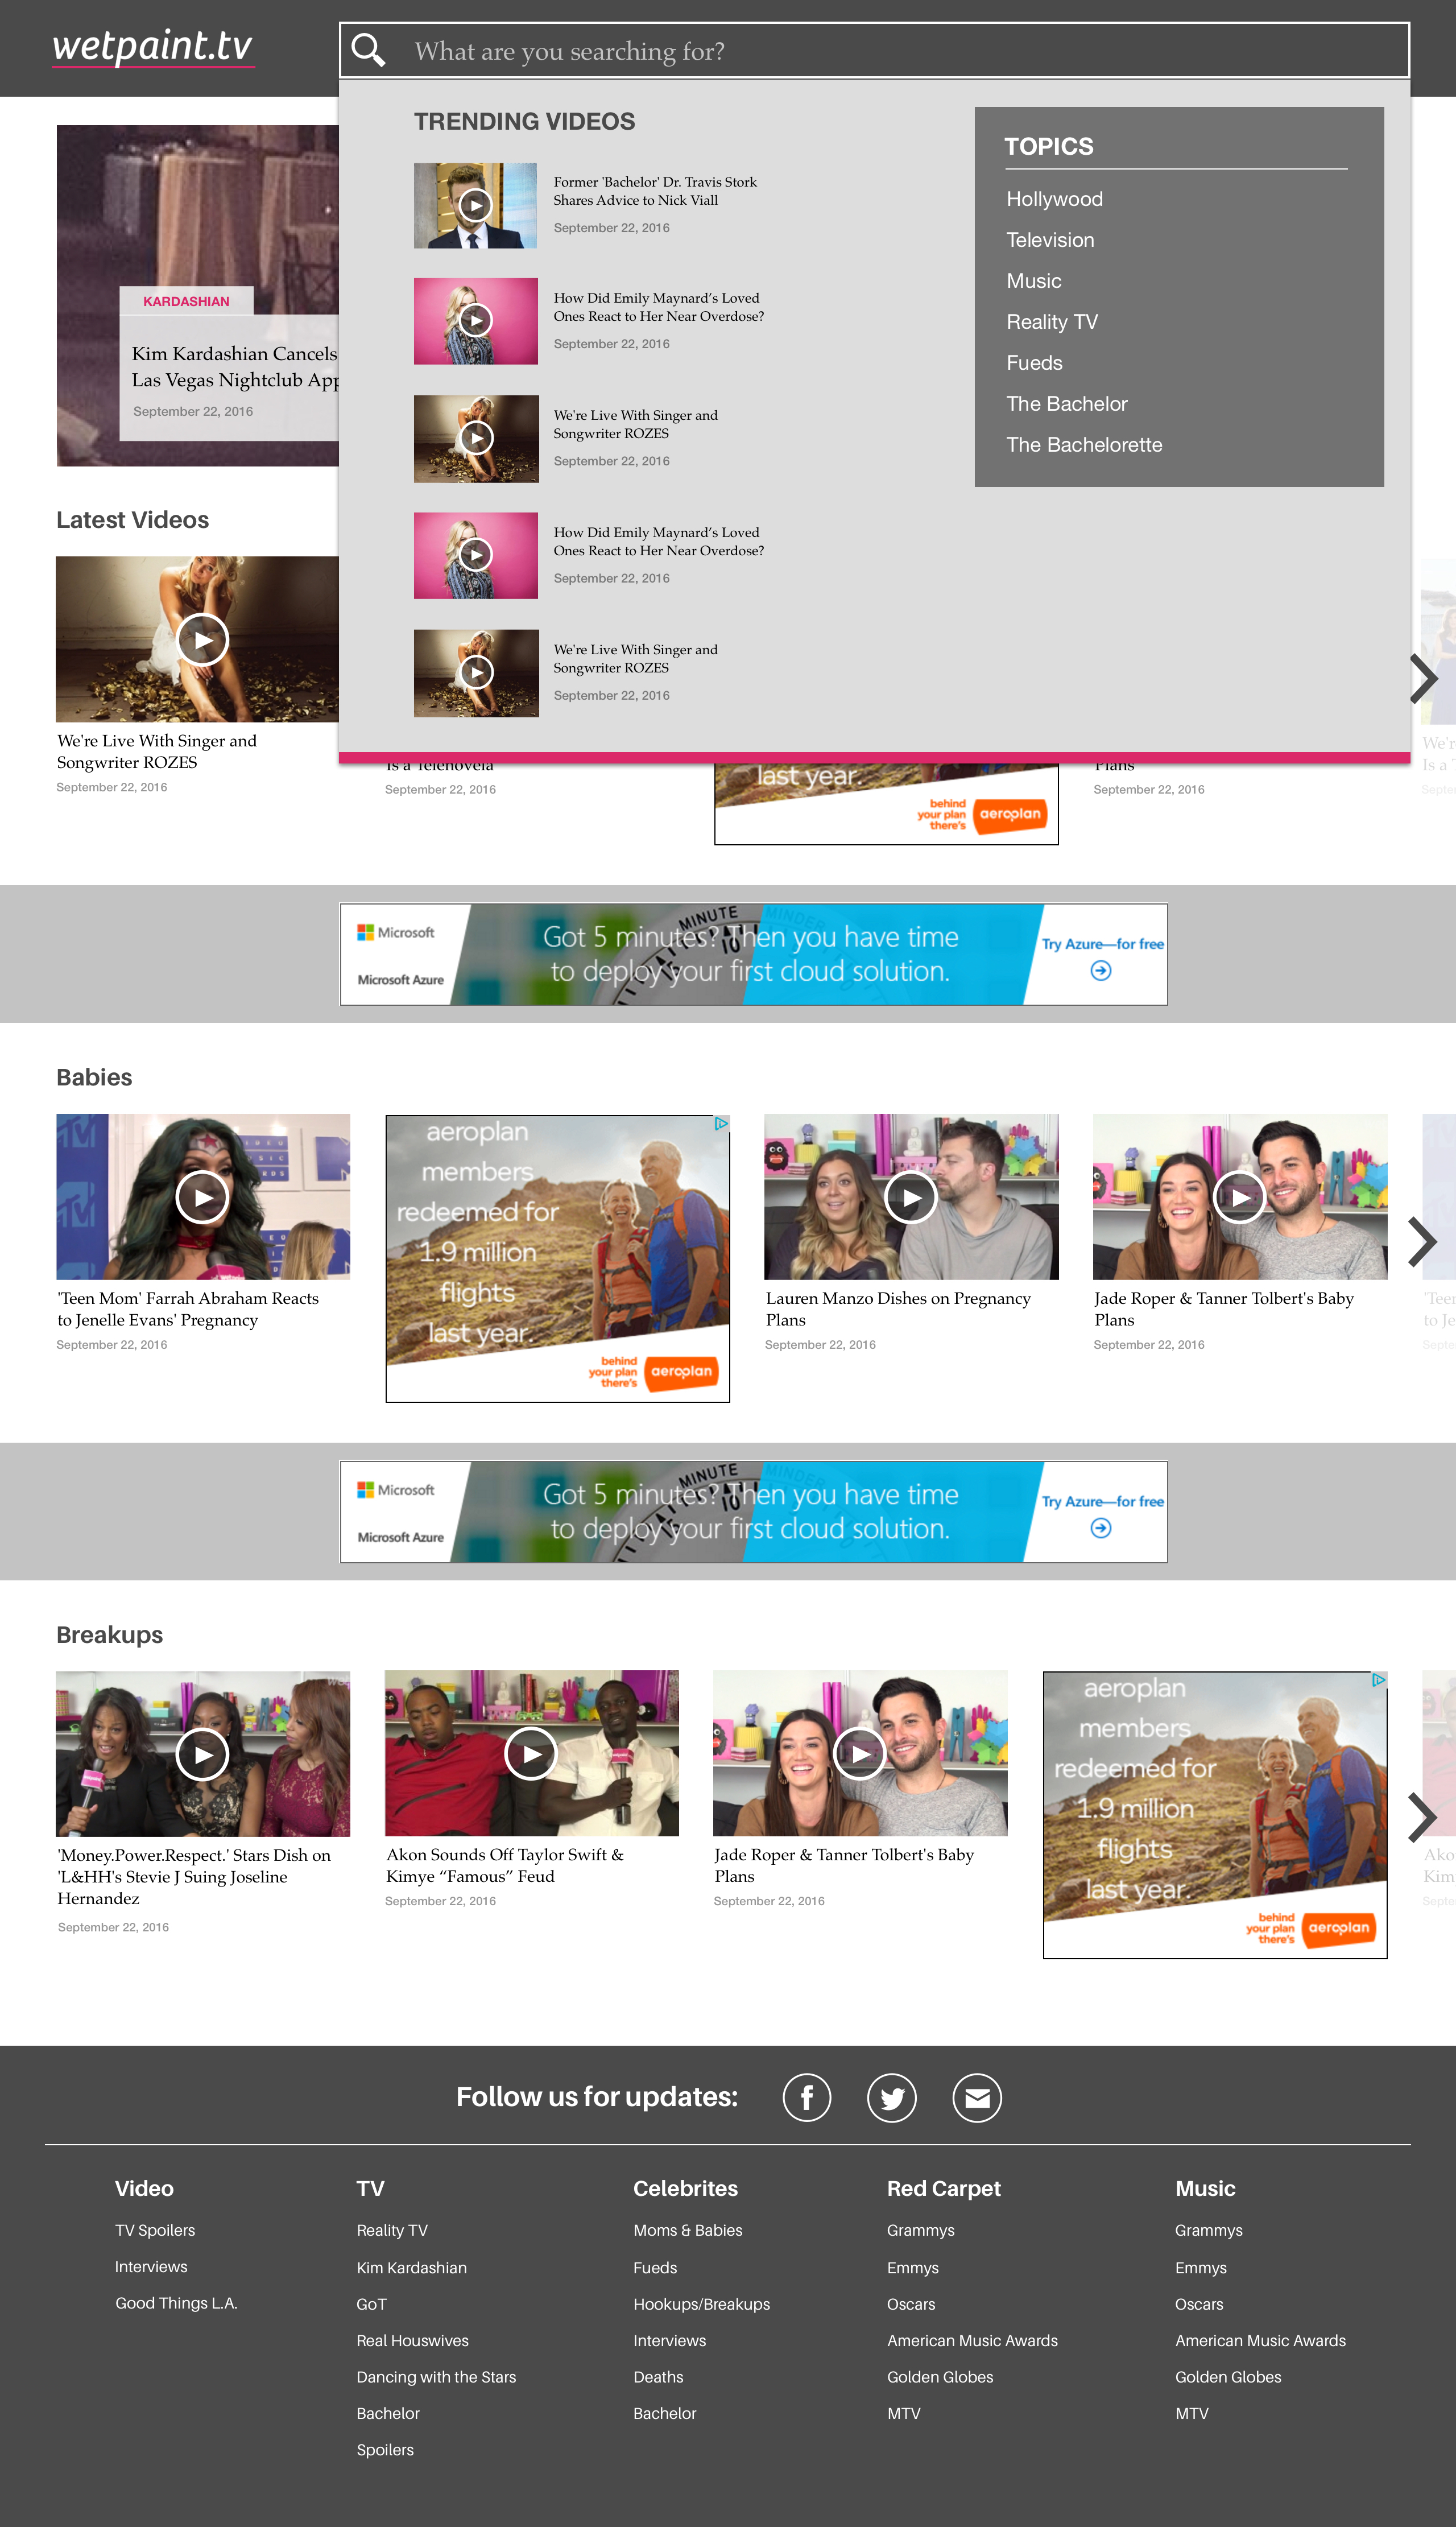 wetpaint.tv
What are you searching for?
TRENDING VIDEOS
Former 'Bachelor' Dr. Travis Stork
Shares Advice to Nick Viall
September 22, 2016
How Did Emily Maynard’s Loved
Ones React to Her Near Overdose?
September 22, 2016
We're Live With Singer and
Songwriter ROZES
September 22, 2016
How Did Emily Maynard’s Loved
Ones React to Her Near Overdose?
September 22, 2016
We're Live With Singer and
Songwriter ROZES
September 22, 2016
TOPICS
Hollywood
Television
Music
Reality TV
Fueds
The Bachelor
The Bachelorette
KARDASHIAN
Kim Kardashian Cancels
Las Vegas Nightclub App
September 22, 2016
Latest Videos
We're Live With Singer and
Songwriter ROZES
September 22, 2016
Is a Telenovela
September 22, 2016
last year.
behind
your plan
there's
aeroplan
Plans
September 22, 2016
We'r
Is a T
Septe
Microsoft
Microsoft Azure
MINUTE
MINDER
10
Got 5 minutes? Then you have time
to deploy your first cloud solution.
Try Azure—for free
Babies
'Teen Mom' Farrah Abraham Reacts
to Jenelle Evans' Pregnancy
September 22, 2016
aeroplan
members
redeemed for
1.9 million
flights
last year.
behind
your plan
there's
aeroplan
Lauren Manzo Dishes on Pregnancy
Plans
September 22, 2016
Jade Roper & Tanner Tolbert's Baby
Plans
September 22, 2016
'Teen
to Je
Septe
Microsoft
Microsoft Azure
MINUTE
MINDER
10
Got 5 minutes? Then you have time
to deploy your first cloud solution.
Try Azure—for free
Breakups
'Money.Power.Respect.' Stars Dish on
'L&HH's Stevie J Suing Joseline
Hernandez
September 22, 2016
Akon Sounds Off Taylor Swift &
Kimye “Famous” Feud
September 22, 2016
Jade Roper & Tanner Tolbert's Baby
Plans
September 22, 2016
aeroplan
members
redeemed for
1.9 million
flights
last year.
behind
your plan
there's
aeroplan
Ako
Kim
Septe
Follow us for updates:
Video
TV Spoilers
Interviews
Good Things L.A.
TV
Reality TV
Kim Kardashian
GoT
Real Houswives
Dancing with the Stars
Bachelor
Spoilers
Celebrites
Moms & Babies
Fueds
Hookups/Breakups
Interviews
Deaths
Bachelor
Red Carpet
Grammys
Emmys
Oscars
American Music Awards
Golden Globes
MTV
Music
Grammys
Emmys
Oscars
American Music Awards
Golden Globes
MTV